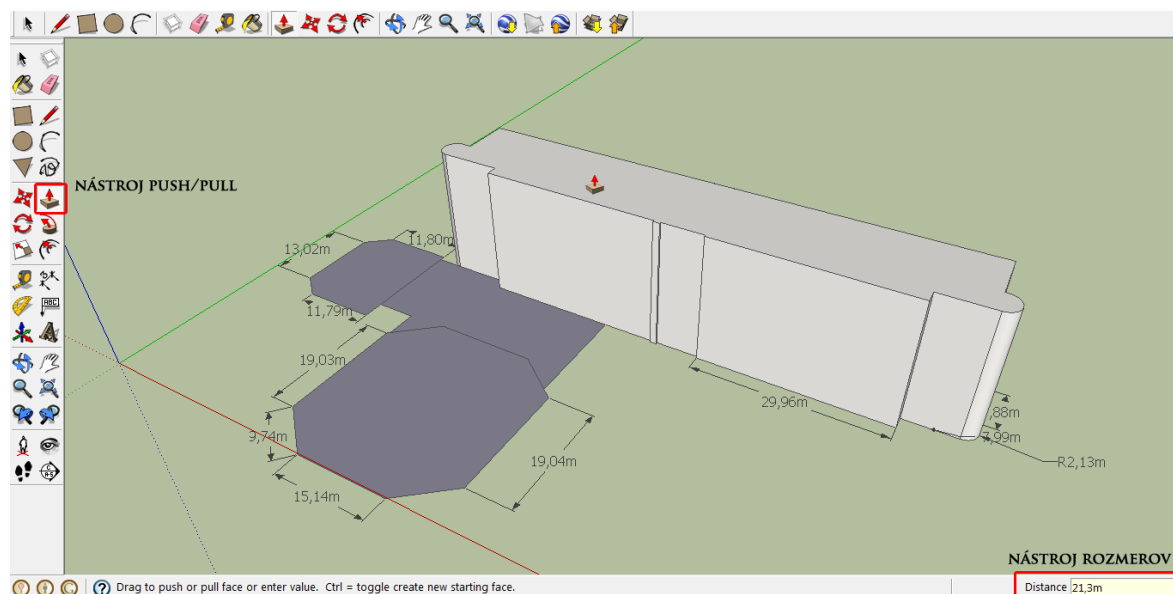 NÁSTROJ PUSH/PULL
13,02m
11,80m
11,79m
19,03m
29,96m
,88m
7,99m
9,74m
19,04m
R2,13m
15,14m
NÁSTROJ ROZMEROV
Drag to push or pull face or enter value. Ctrl = toggle create new starting face.
Distance 21,3m